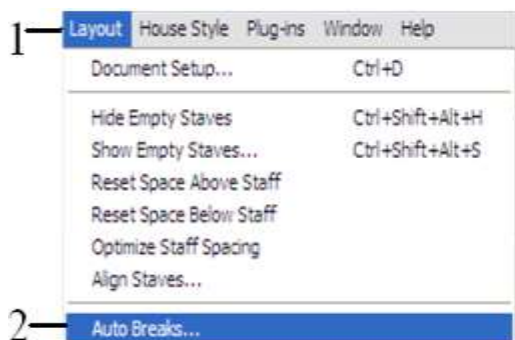 1 Layout House Style Plug-ins Window Help
Document Setup... Ctrl+D
Hide Empty Staves Ctrl+Shift+Alt+H
Show Empty Staves... Ctrl+Shift+Alt+S
Reset Space Above Staff
Reset Space Below Staff
Optimize Staff Spacing
Align Staves...
2 Auto Breaks...